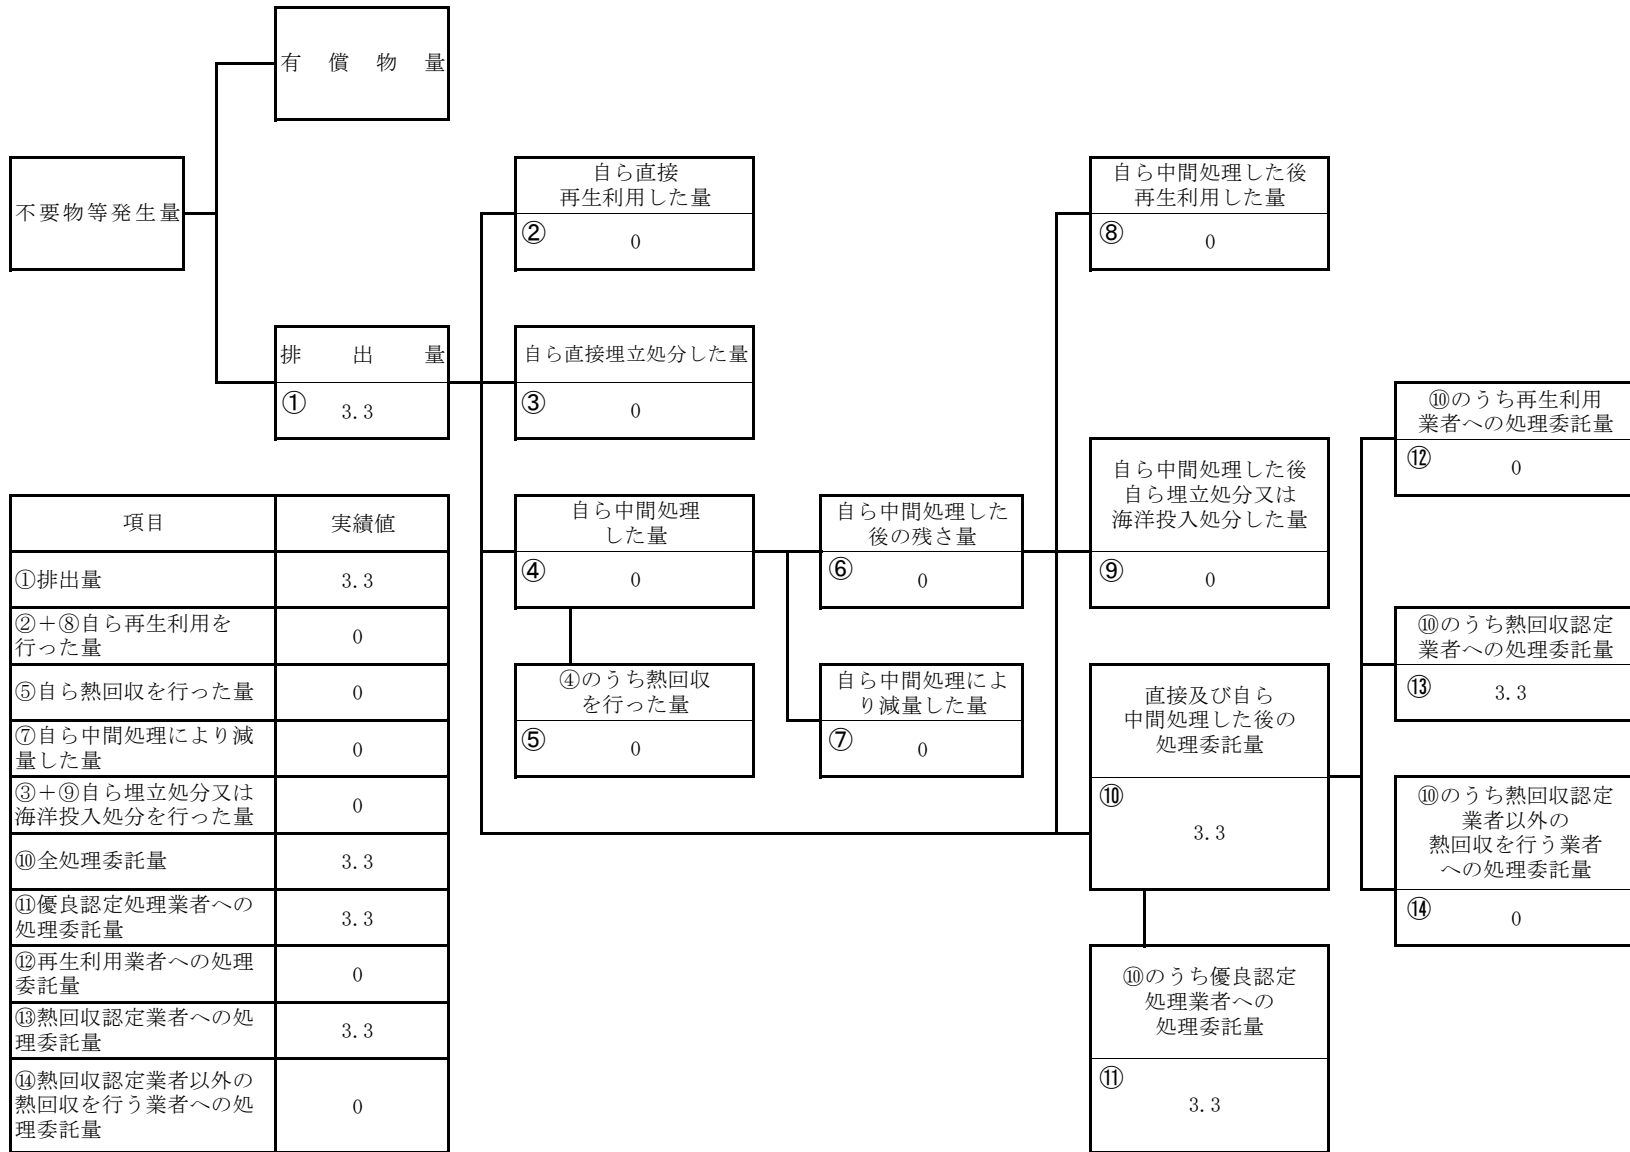 有償物量
不要物等発生量
排出量
① 3.3
自ら直接
再生利用した量
② 0
自ら直接埋立処分した量
③ 0
自ら中間処理
した量
④ 0
④のうち熱回収
を行った量
⑤ 0
自ら中間処理した
後の残さ量
⑥ 0
自ら中間処理によ
り減量した量
⑦ 0
自ら中間処理した後
再生利用した量
⑧ 0
自ら中間処理した後
自ら埋立処分又は
海洋投入処分した量
⑨ 0
直接及び自ら
中間処理した後の
処理委託量
⑩
3.3
⑩のうち優良認定
処理業者への
処理委託量
⑪
3.3
⑩のうち再生利用
業者への処理委託量
⑫ 0
⑩のうち熱回収認定
業者への処理委託量
⑬ 3.3
⑩のうち熱回収認定
業者以外の
熱回収を行う業者
への処理委託量
⑭ 0
項目 実績値
①排出量 3.3
②＋⑧自ら再生利用を
行った量 0
⑤自ら熱回収を行った量 0
⑦自ら中間処理により減
量した量 0
③＋⑨自ら埋立処分又は
海洋投入処分を行った量 0
⑩全処理委託量 3.3
⑪優良認定処理業者への
処理委託量 3.3
⑫再生利用業者への処理
委託量 0
⑬熱回収認定業者への処
理委託量 3.3
⑭熱回収認定業者以外の
熱回収を行う業者への処
理委託量 0